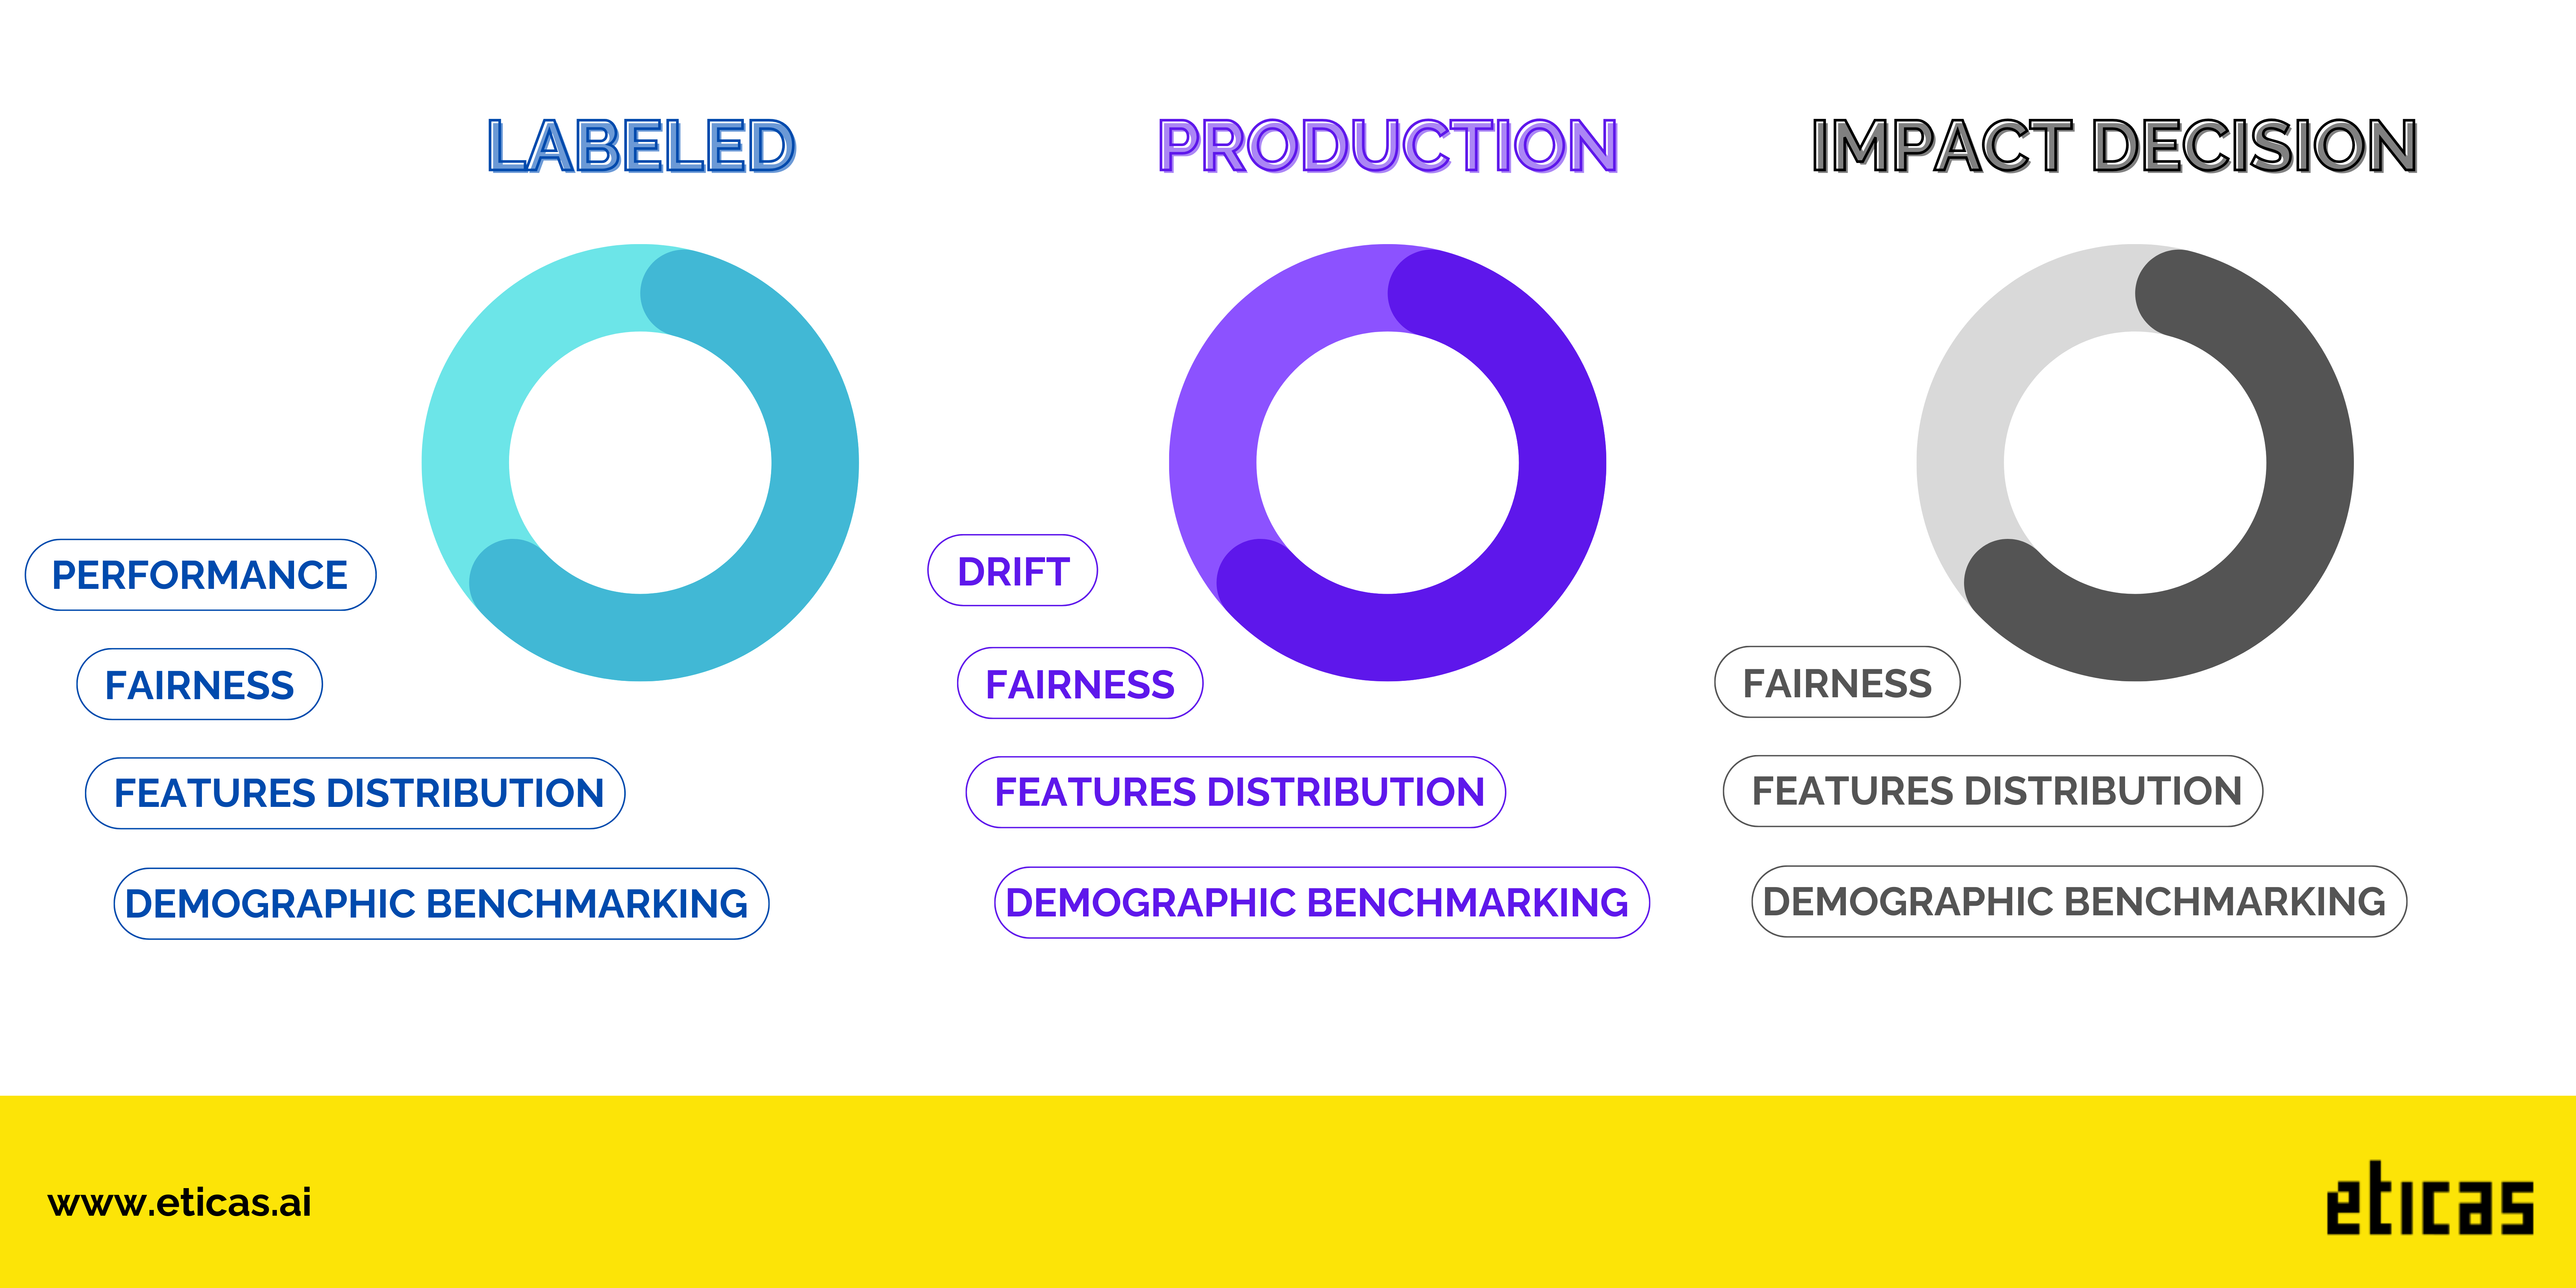 LABELED
PERFORMANCE
FAIRNESS
FEATURES DISTRIBUTION
DEMOGRAPHIC BENCHMARKING
PRODUCTION
DRIFT
FAIRNESS
FEATURES DISTRIBUTION
DEMOGRAPHIC BENCHMARKING
IMPACT DECISION
FAIRNESS
FEATURES DISTRIBUTION
DEMOGRAPHIC BENCHMARKING
www.eticas.ai
eticas